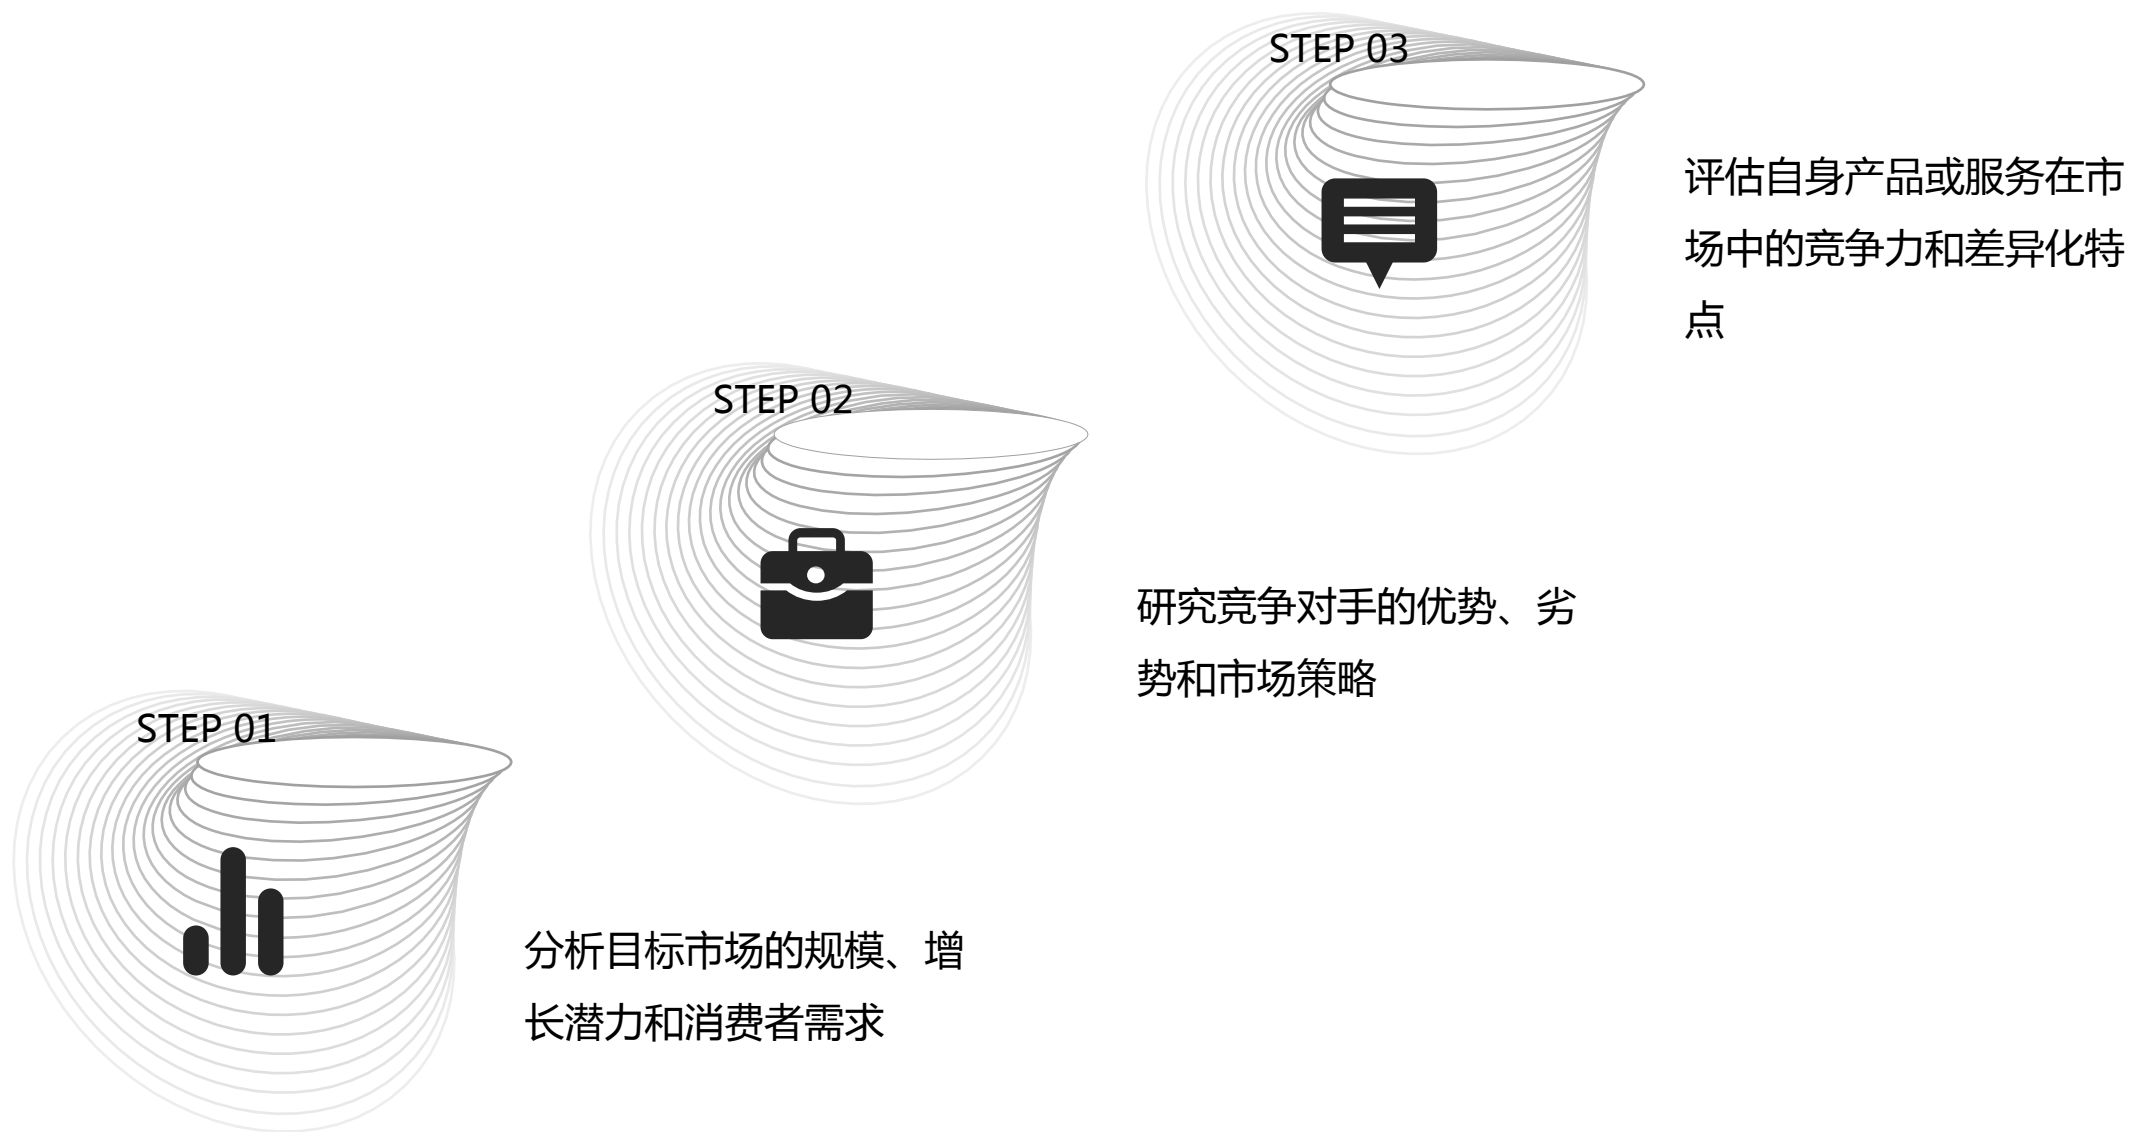 STEP 03
评估自身产品或服务在市
场中的竞争力和差异化特
点
STEP 02
研究竞争对手的优势、劣
势和市场策略
STEP 01
分析目标市场的规模、增
长潜力和消费者需求